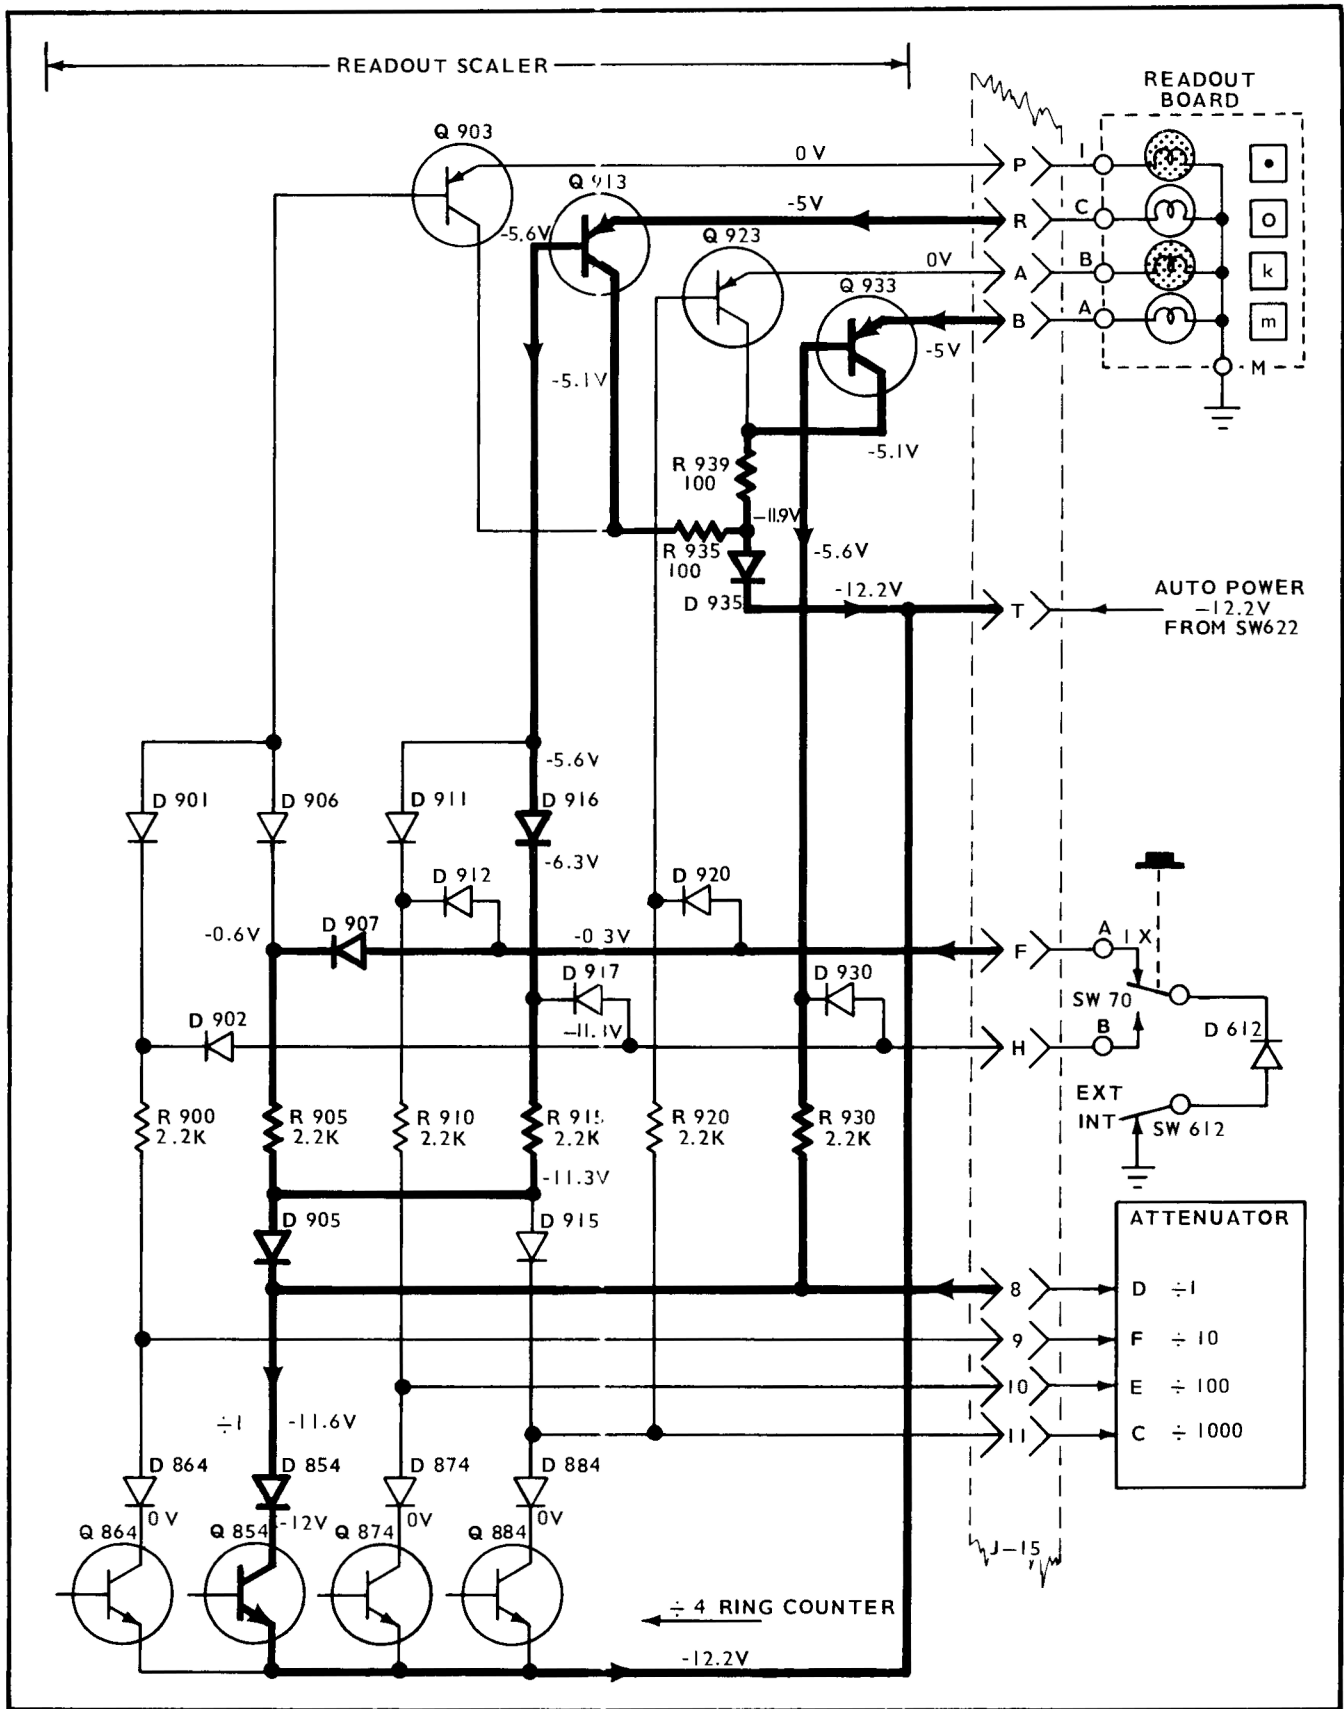 READOUT SCALER
READOUT
BOARD
Q 903
0 V
P
I
Q 913
-5V
R
C
O
-5.6V
Q 923
0V
A
B
k
Q 933
B
A
m
-5V
M
-5.1V
-5.1V
R 939
100
-11.9V
R 935
100
-5.6V
D 935
-12.2V
T
AUTO POWER
-12.2V
FROM SW622
-5.6V
D 901
D 906
D 911
D 916
-6.3V
D 912
D 920
D 907
-0.6V
-0.3V
F
A
1X
D 917
D 930
SW 70
D 902
-11.1V
H
B
D 612
R 900
2.2K
R 905
2.2K
R 910
2.2K
R 915
2.2K
R 920
2.2K
R 930
2.2K
EXT
INT
SW 612
-11.3V
D 905
D 915
ATTENUATOR
8
D ÷1
9
F ÷ 10
10
E ÷ 100
÷1
-11.6V
11
C ÷ 1000
D 864
D 854
D 874
D 884
0V
-12V
0V
0V
Q 864
Q 854
Q 874
Q 884
J-15
÷ 4 RING COUNTER
-12.2V